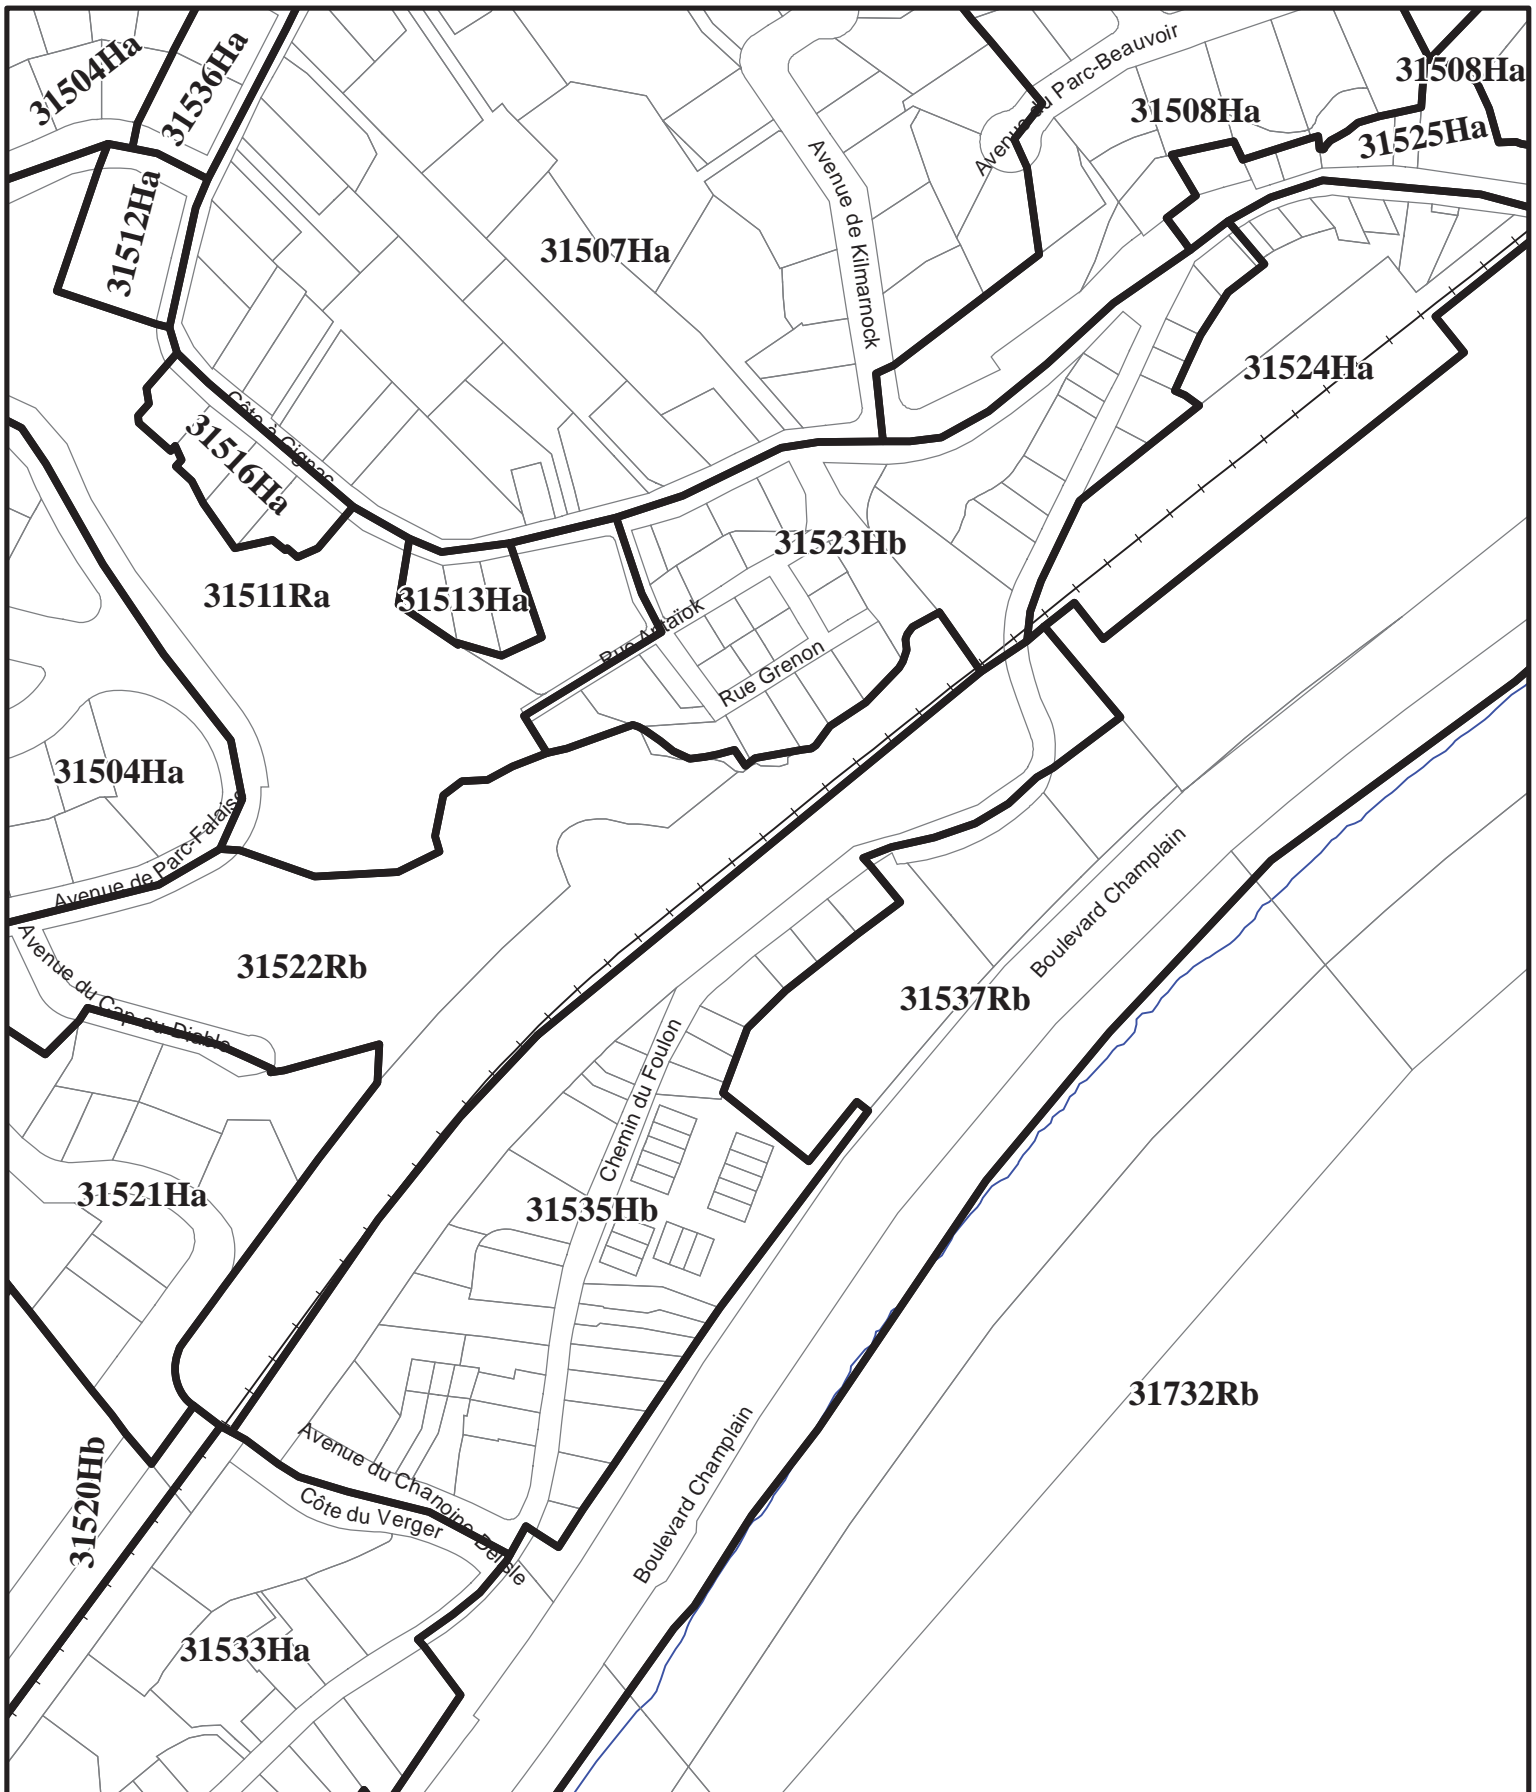 31504Ha
31536Ha
31508Ha
31508Ha
31525Ha
Avenue du Parc-Beauvoir
31512Ha
31507Ha
Avenue de Kilmarnock
31524Ha
Côte à Gignac
31516Ha
31523Hb
31511Ra
31513Ha
Rue Antaïok
Rue Grenon
31504Ha
Avenue de Parc-Falaise
Boulevard Champlain
31522Rb
Avenue du Cap-au-Diable
31537Rb
Chemin du Foulon
31521Ha
31535Hb
31732Rb
Avenue du Chanoine-Delisle
Côte du Verger
Boulevard Champlain
31520Hb
31533Ha